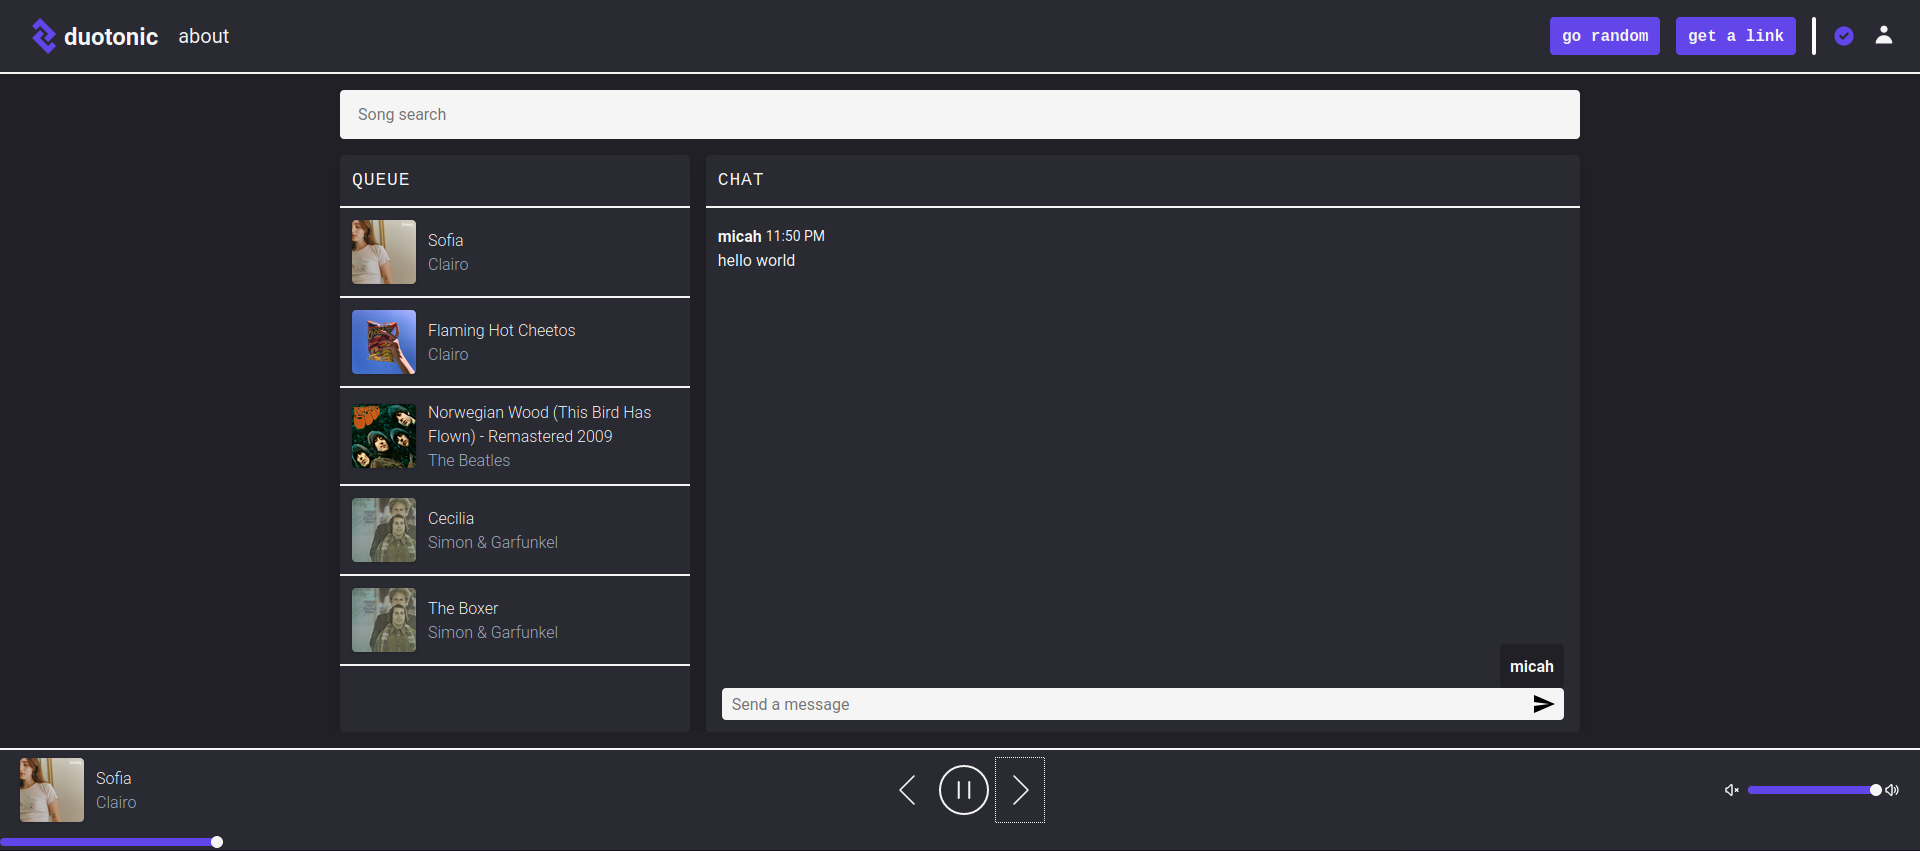 duotonic
about
go random
get a link
Song search
QUEUE
Sofia
Clairo
Flaming Hot Cheetos
Clairo
Norwegian Wood (This Bird Has
Flown) - Remastered 2009
The Beatles
Cecilia
Simon & Garfunkel
The Boxer
Simon & Garfunkel
CHAT
micah 11:50 PM
hello world
micah
Send a message
Sofia
Clairo